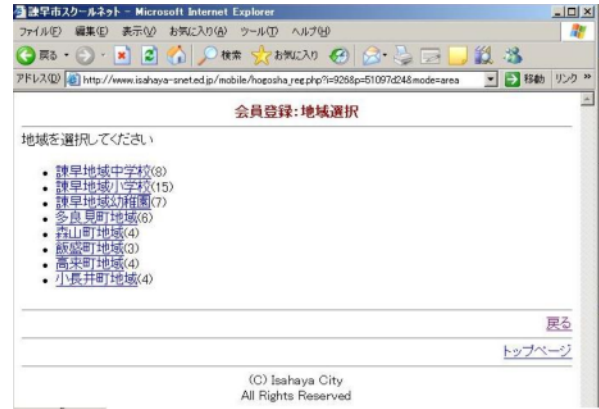 諫早市スクールネット - Microsoft Internet Explorer
ファイル(F) 編集(E) 表示(V) お気に入り(A) ツール(T) ヘルプ(H)
戻る 検索 お気に入り
アドレス(D) http://www.isahaya-snet.ed.jp/mobile/hogosha_reg.php?i=926&p=51097d24&mode=area 移動 リンク »
会員登録:地域選択
地域を選択してください
• 諫早地域中学校(8)
• 諫早地域小学校(15)
• 諫早地域幼稚園(7)
• 多良見町地域(6)
• 森山町地域(4)
• 飯盛町地域(3)
• 高来町地域(4)
• 小長井町地域(4)
戻る
トップページ
(C) Isahaya City
All Rights Reserved